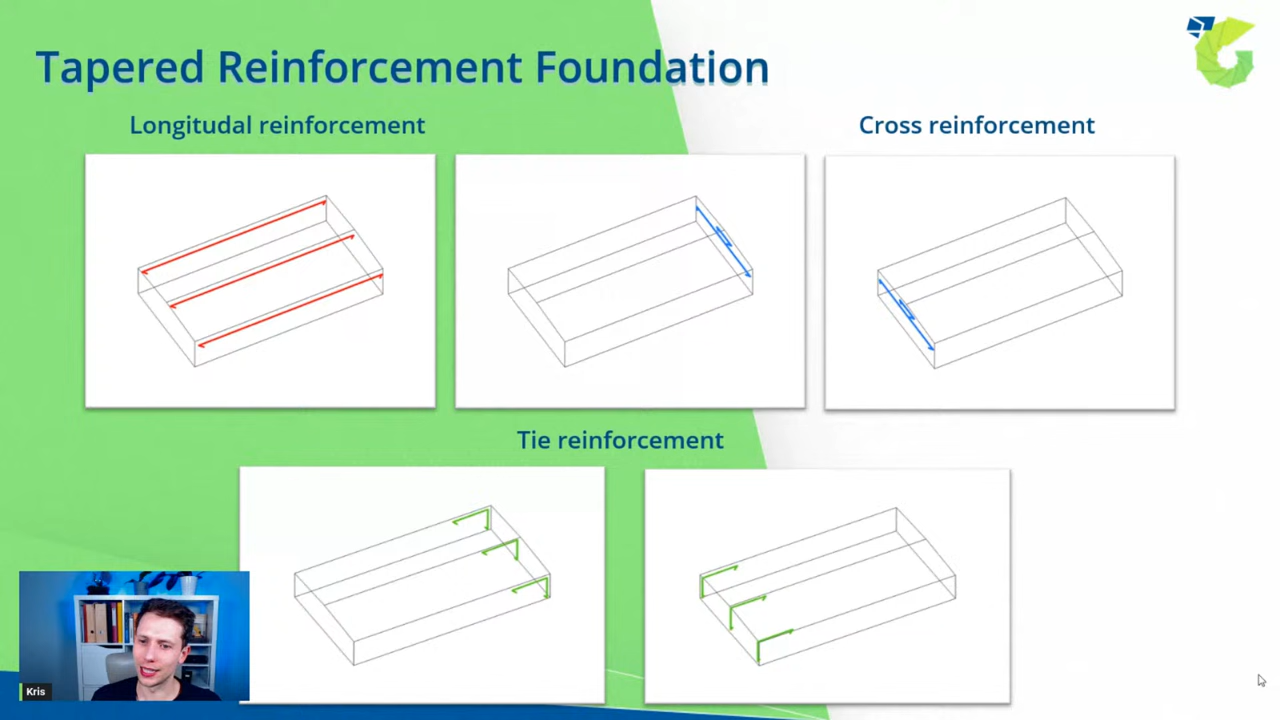 Tapered Reinforcement Foundation
Longitudal reinforcement
Cross reinforcement
Tie reinforcement
Kris